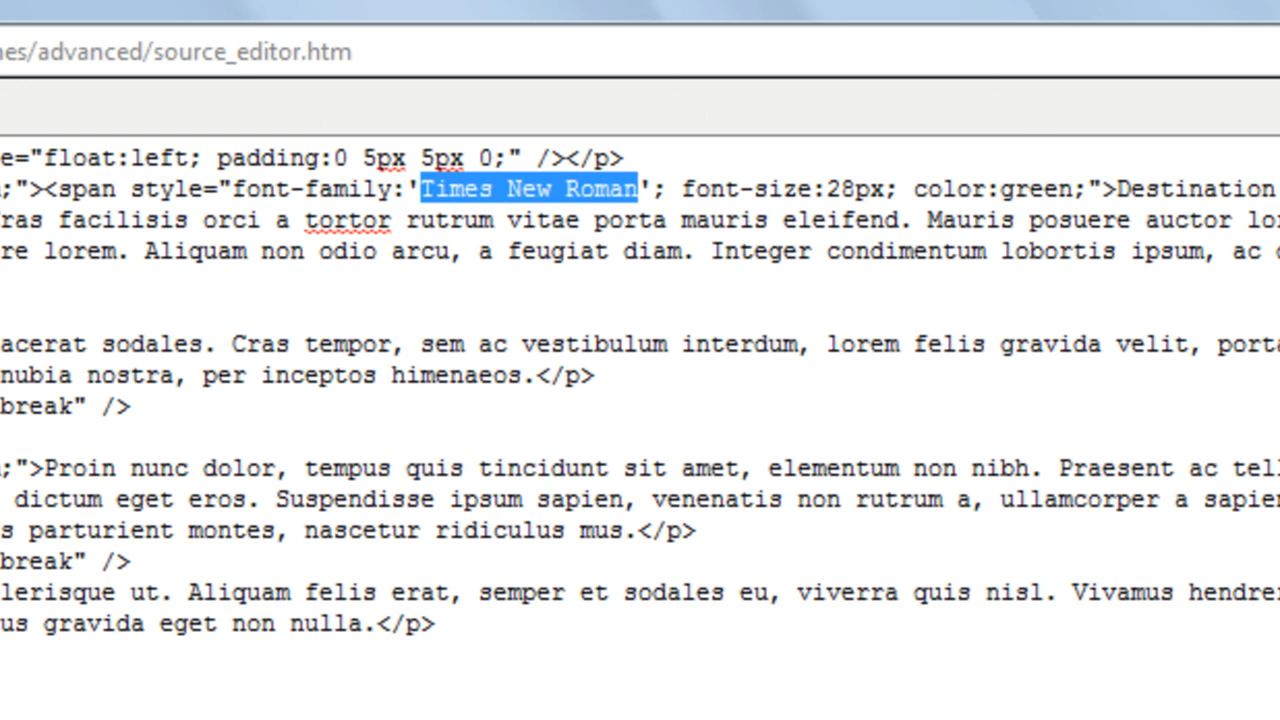 nes/advanced/source_editor.htm
e="float:left; padding:0 5px 5px 0;" /></p>
;"><span style="font-family:'Times New Roman'; font-size:28px; color:green;">Destination
ras facilisis orci a tortor rutrum vitae porta mauris eleifend. Mauris posuere auctor
re lorem. Aliquam non odio arcu, a feugiat diam. Integer condimentum lobortis ipsum, ac
acerat sodales. Cras tempor, sem ac vestibulum interdum, lorem felis gravida velit, porta
nubia nostra, per inceptos himenaeos.</p>
break" />
;">Proin nunc dolor, tempus quis tincidunt sit amet, elementum non nibh. Praesent ac tell
dictum eget eros. Suspendisse ipsum sapien, venenatis non rutrum a, ullamcorper a sapien
s parturient montes, nascetur ridiculus mus.</p>
break" />
lerisque ut. Aliquam felis erat, semper et sodales eu, viverra quis nisl. Vivamus hendre
us gravida eget non nulla.</p>